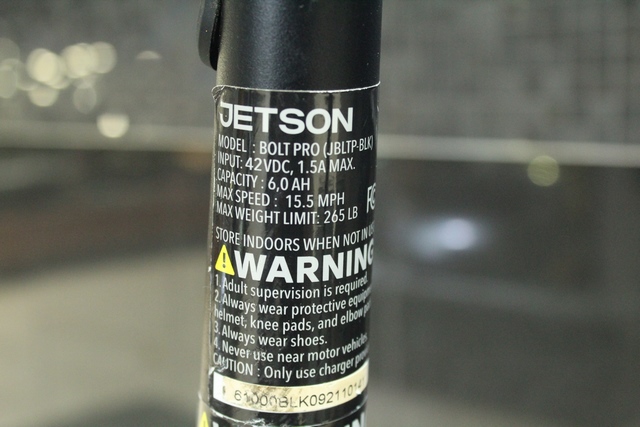 JETSON
MODEL : BOLT PRO (JBLTP-BLK)
INPUT: 42VDC, 1.5A MAX.
CAPACITY : 6,0 AH
MAX SPEED : 15.5 MPH
MAX WEIGHT LIMIT: 265 LB
STORE INDOORS WHEN NOT IN
WARNING
1. Adult supervision is required.
2. Always wear protective
helmet, knee pads, and elbow
3. Always wear shoes.
4. Never use near motor vehicles.
CAUTION : Only use charger